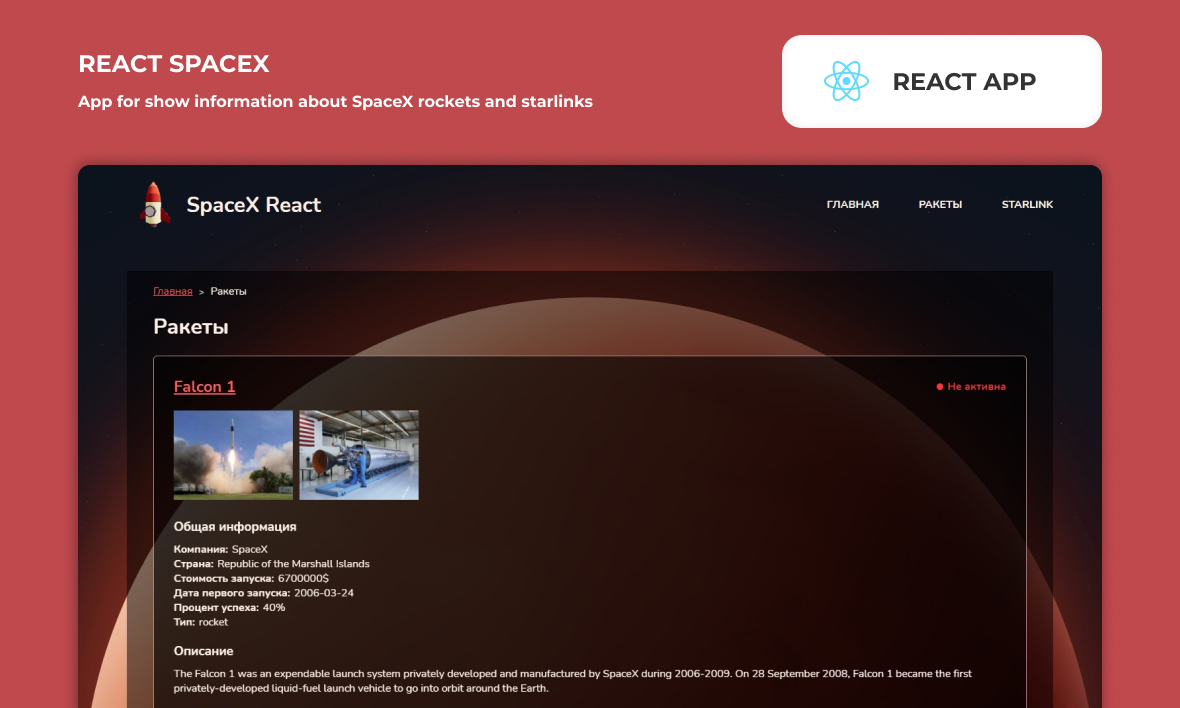 REACT SPACEX
App for show information about SpaceX rockets and starlinks
REACT APP
SpaceX React
ГЛАВНАЯ РАКЕТЫ STARLINK
Главная > Ракеты
Ракеты
Falcon 1
Не активна
Общая информация
Компания: SpaceX
Страна: Republic of the Marshall Islands
Стоимость запуска: 6700000$
Дата первого запуска: 2006-03-24
Процент успеха: 40%
Тип: rocket
Описание
The Falcon 1 was an expendable launch system privately developed and manufactured by SpaceX during 2006-2009. On 28 September 2008, Falcon 1 became the first
privately-developed liquid-fuel launch vehicle to go into orbit around the Earth.